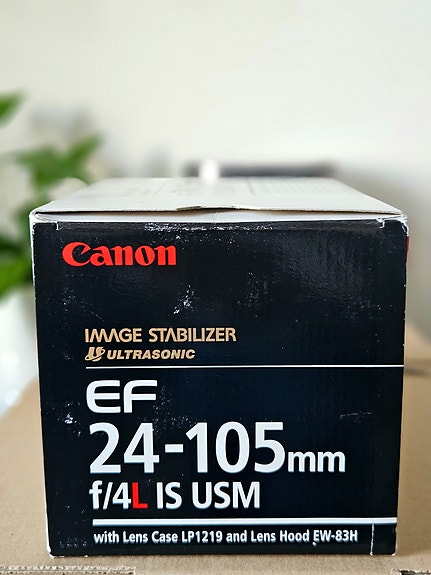 Canon
IMAGE STABILIZER
ULTRASONIC
EF
24-105mm
f/4L IS USM
with Lens Case LP1219 and Lens Hood EW-83H